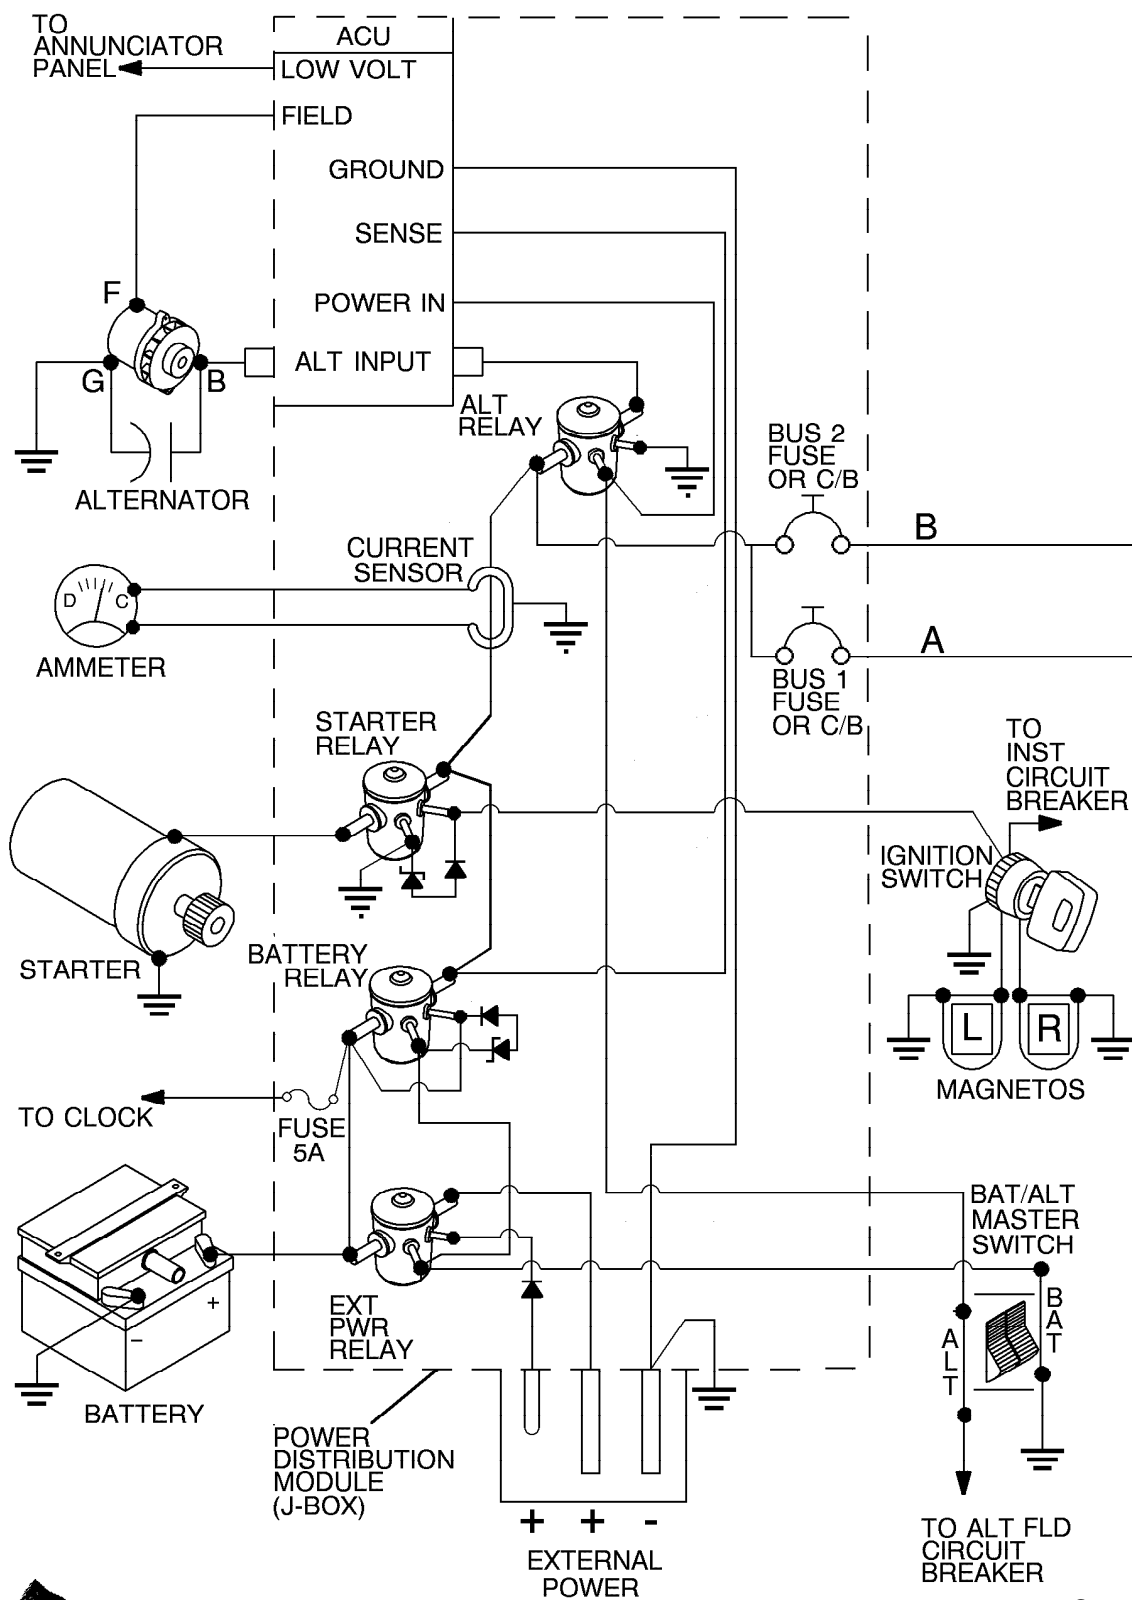 TO
ANNUNCIATOR
PANEL
ACU
LOW VOLT
FIELD
GROUND
SENSE
POWER IN
ALT INPUT
F
G
B
ALTERNATOR
ALT
RELAY
BUS 2
FUSE
OR C/B
B
CURRENT
SENSOR
D
C
AMMETER
A
BUS 1
FUSE
OR C/B
STARTER
RELAY
TO
INST
CIRCUIT
BREAKER
IGNITION
SWITCH
STARTER
BATTERY
RELAY
L
R
MAGNETOS
TO CLOCK
FUSE
5A
BAT/ALT
MASTER
SWITCH
+
-
BATTERY
EXT
PWR
RELAY
BAT
ALT
POWER
DISTRIBUTION
MODULE
(J-BOX)
+ + -
EXTERNAL
POWER
TO ALT FLD
CIRCUIT
BREAKER